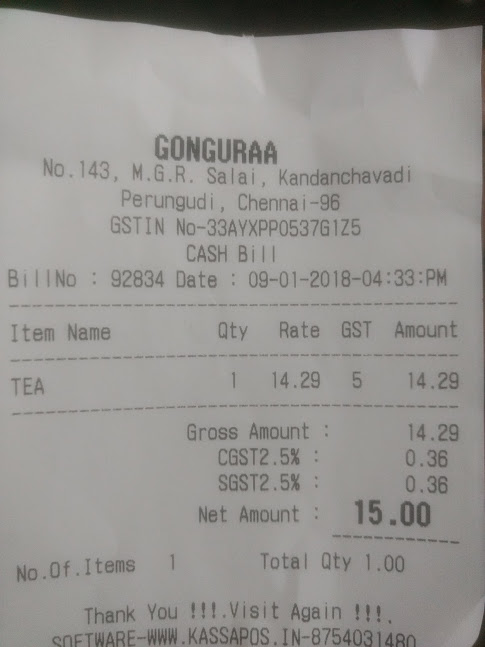 GONGURAA
No.143, M.G.R. Salai, Kandanchavadi
Perungudi, Chennai-96
GSTIN No-33AYXPP0537G1Z5
CASH Bill
BillNo : 92834 Date : 09-01-2018-04:33:PM
Item Name Qty Rate GST Amount
TEA 1 14.29 5 14.29
Gross Amount : 14.29
CGST2.5% : 0.36
SGST2.5% : 0.36
Net Amount : 15.00
No.Of.Items 1 Total Qty 1.00
Thank You !!!.Visit Again !!!.
SOFTWARE-WWW.KASSAPOS.IN-8754031480